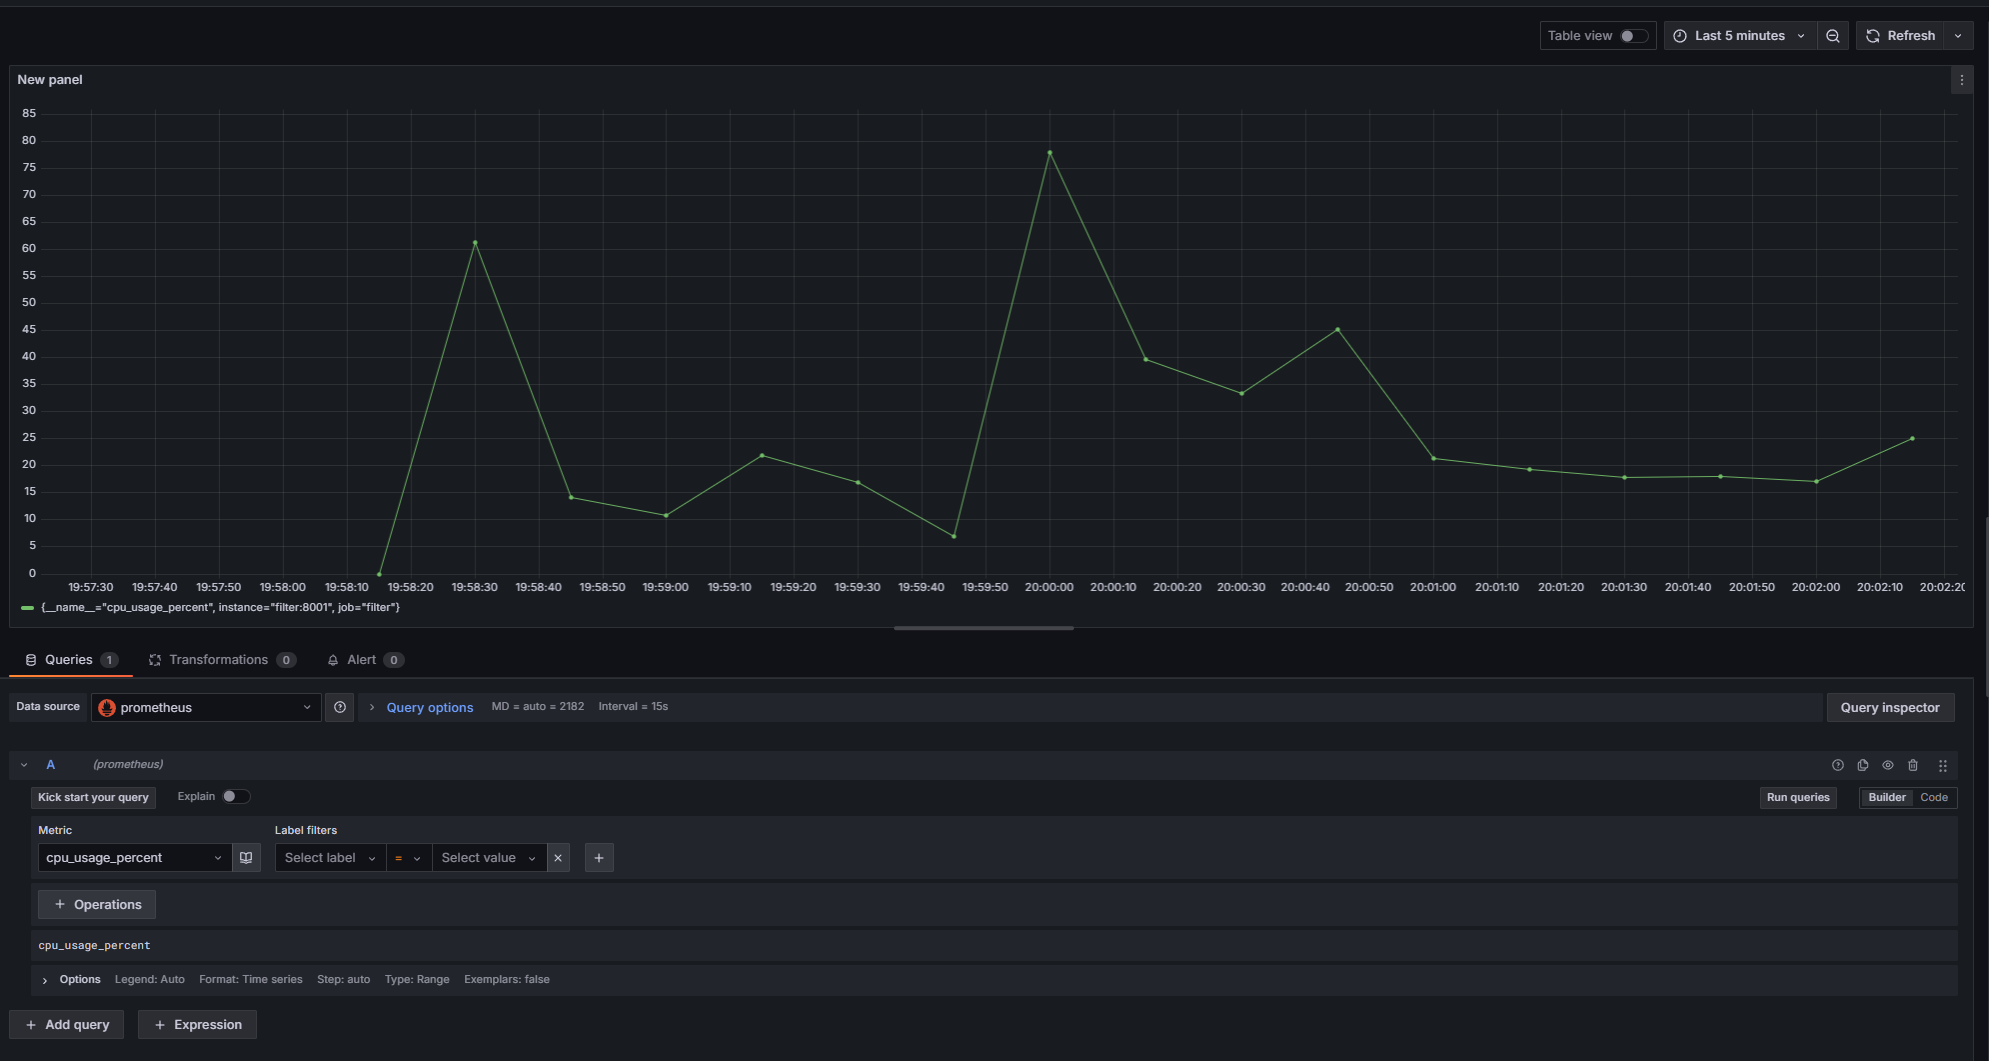 Table view Last 5 minutes Refresh
New panel
85
80
75
70
65
60
55
50
45
40
35
30
25
20
15
10
5
0
19:57:30 19:57:40 19:57:50 19:58:00 19:58:10 19:58:20 19:58:30 19:58:40 19:58:50 19:59:00 19:59:10 19:59:20 19:59:30 19:59:40 19:59:50 20:00:00 20:00:10 20:00:20 20:00:30 20:00:40 20:00:50 20:01:00 20:01:10 20:01:20 20:01:30 20:01:40 20:01:50 20:02:00 20:02:10 20:02:20
{__name__="cpu_usage_percent", instance="filter:8001", job="filter"}
Queries 1 Transformations 0 Alert 0
Data source prometheus Query options MD = auto = 2182 Interval = 15s Query inspector
A (prometheus)
Kick start your query Explain Run queries Builder Code
Metric Label filters
cpu_usage_percent Select label = Select value
+ Operations
cpu_usage_percent
Options Legend: Auto Format: Time series Step: auto Type: Range Exemplars: false
+ Add query + Expression